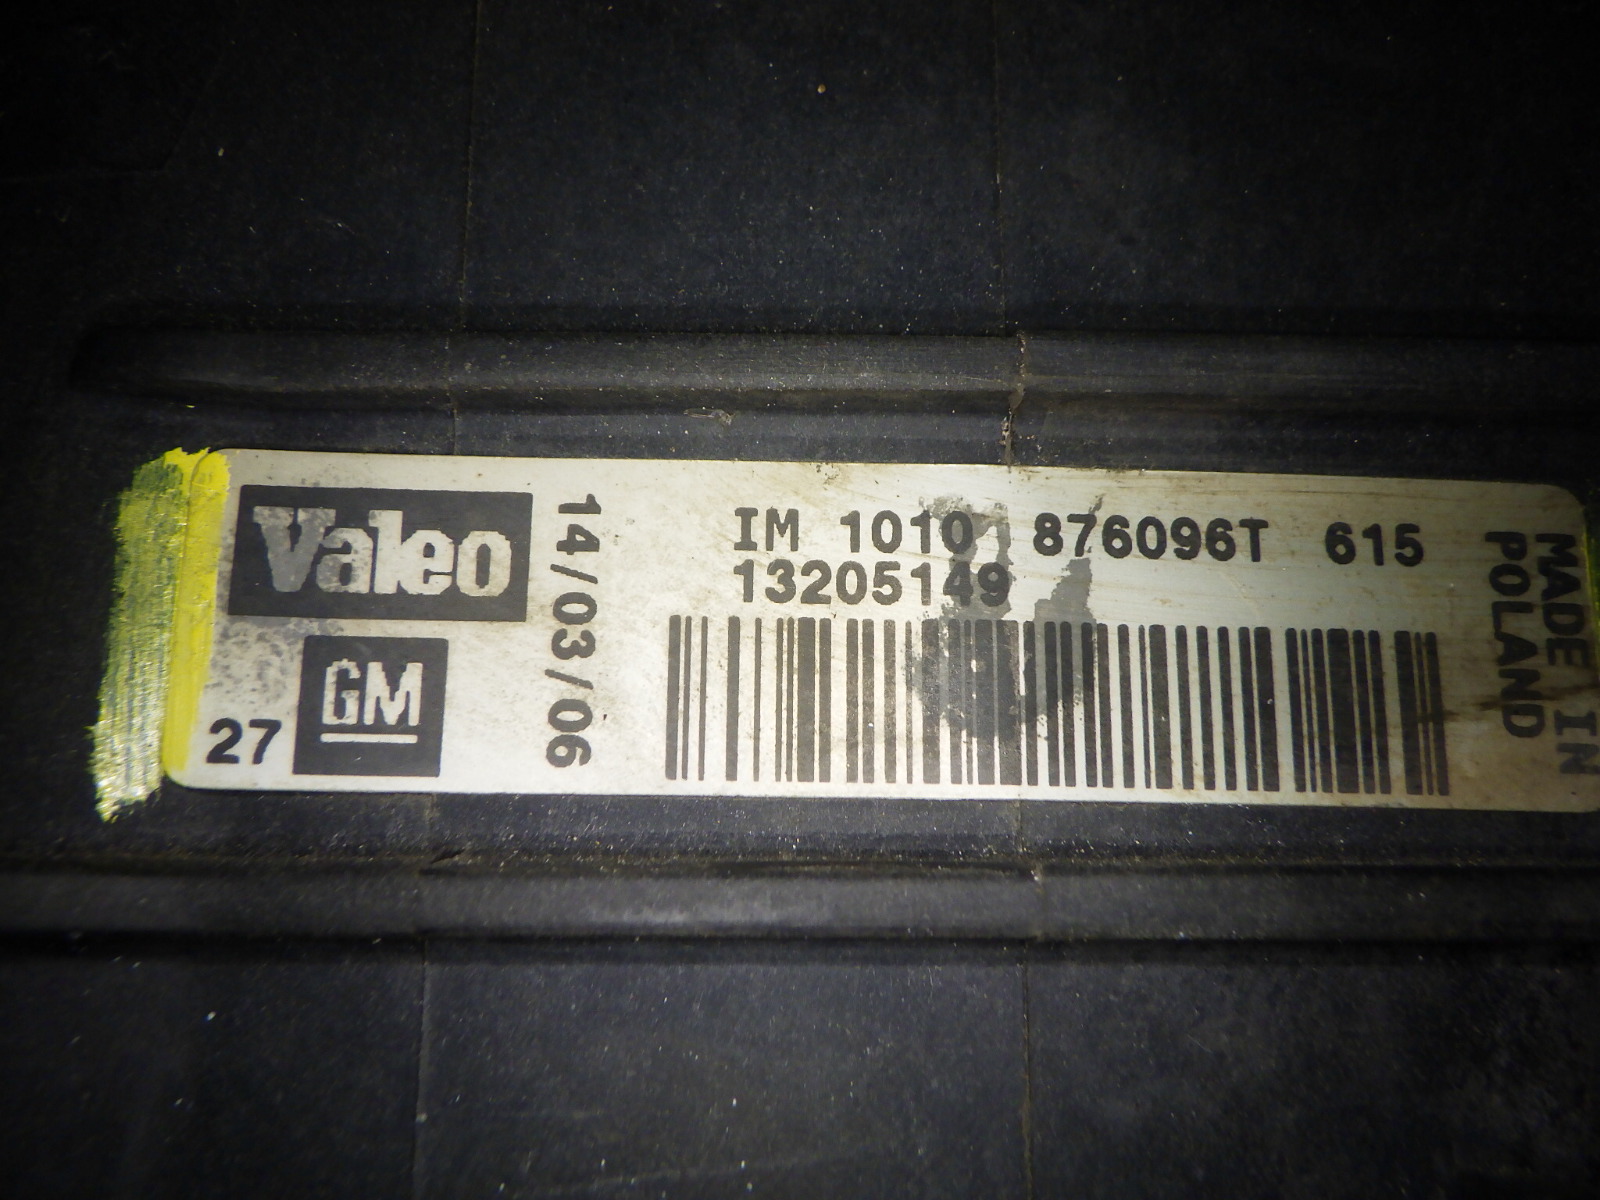 Valeo
GM
27
14/03/06
IM 1010 876096T 615
13205149
MADE IN
POLAND